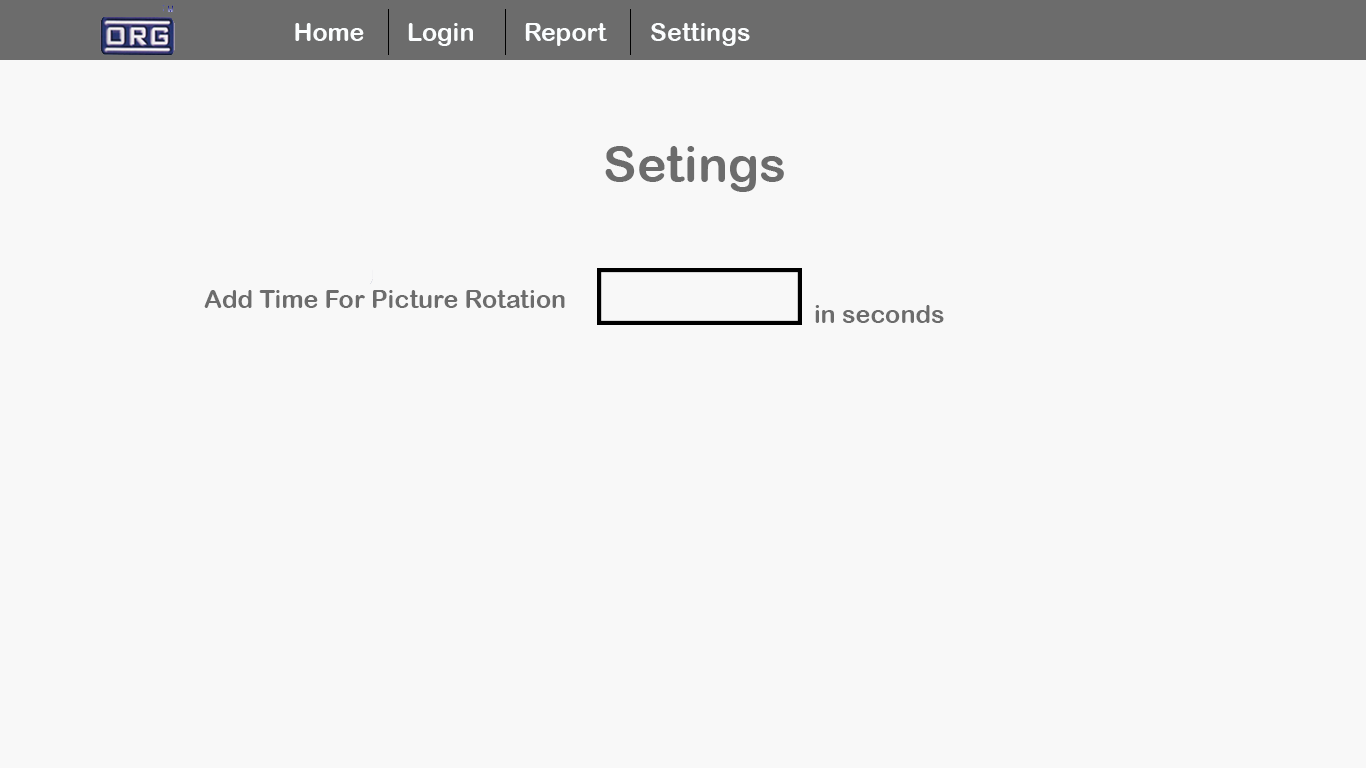 ORG
Home Login Report Settings
Setings
Add Time For Picture Rotation
in seconds